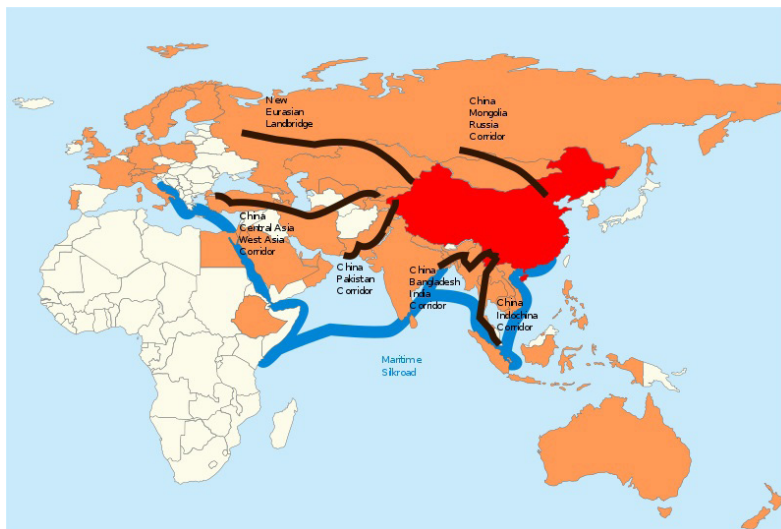 New
Eurasian
Landbridge
China
Mongolia
Russia
Corridor
China
Central Asia
West Asia
Corridor
China
Pakistan
Corridor
China
Bangladesh
India
Corridor
China
Indochina
Corridor
Maritime
Silkroad